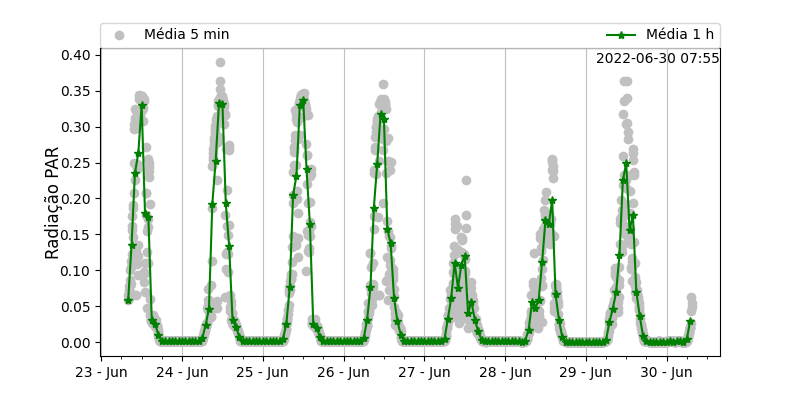 Média 5 min
Média 1 h
2022-06-30 07:55
Radiação PAR
0.40
0.35
0.30
0.25
0.20
0.15
0.10
0.05
0.00
23 - Jun
24 - Jun
25 - Jun
26 - Jun
27 - Jun
28 - Jun
29 - Jun
30 - Jun